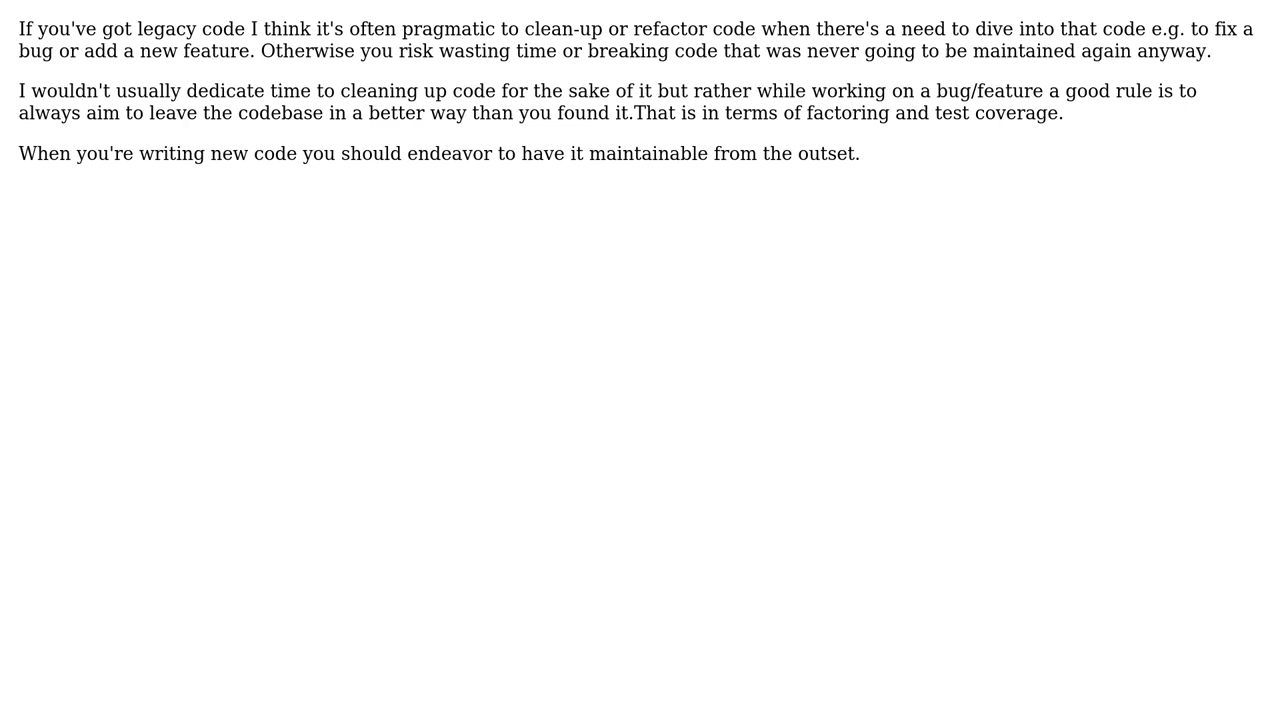 If you've got legacy code I think it's often pragmatic to clean-up or refactor code when there's a need to dive into that code e.g. to fix a
bug or add a new feature. Otherwise you risk wasting time or breaking code that was never going to be maintained again anyway.
I wouldn't usually dedicate time to cleaning up code for the sake of it but rather while working on a bug/feature a good rule is to
always aim to leave the codebase in a better way than you found it.That is in terms of factoring and test coverage.
When you're writing new code you should endeavor to have it maintainable from the outset.